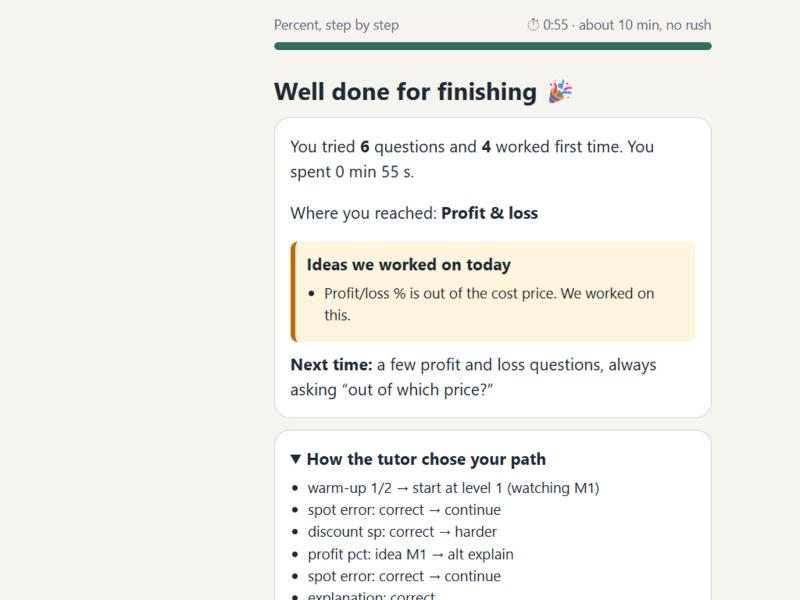 Percent, step by step
⏱ 0:55 · about 10 min, no rush
Well done for finishing 🎉
You tried 6 questions and 4 worked first time. You
spent 0 min 55 s.
Where you reached: Profit & loss
Ideas we worked on today
• Profit/loss % is out of the cost price. We worked on
this.
Next time: a few profit and loss questions, always
asking “out of which price?”
▼ How the tutor chose your path
• warm-up 1/2 → start at level 1 (watching M1)
• spot error: correct → continue
• discount sp: correct → harder
• profit pct: idea M1 → alt explain
• spot error: correct → continue
• explanation: correct